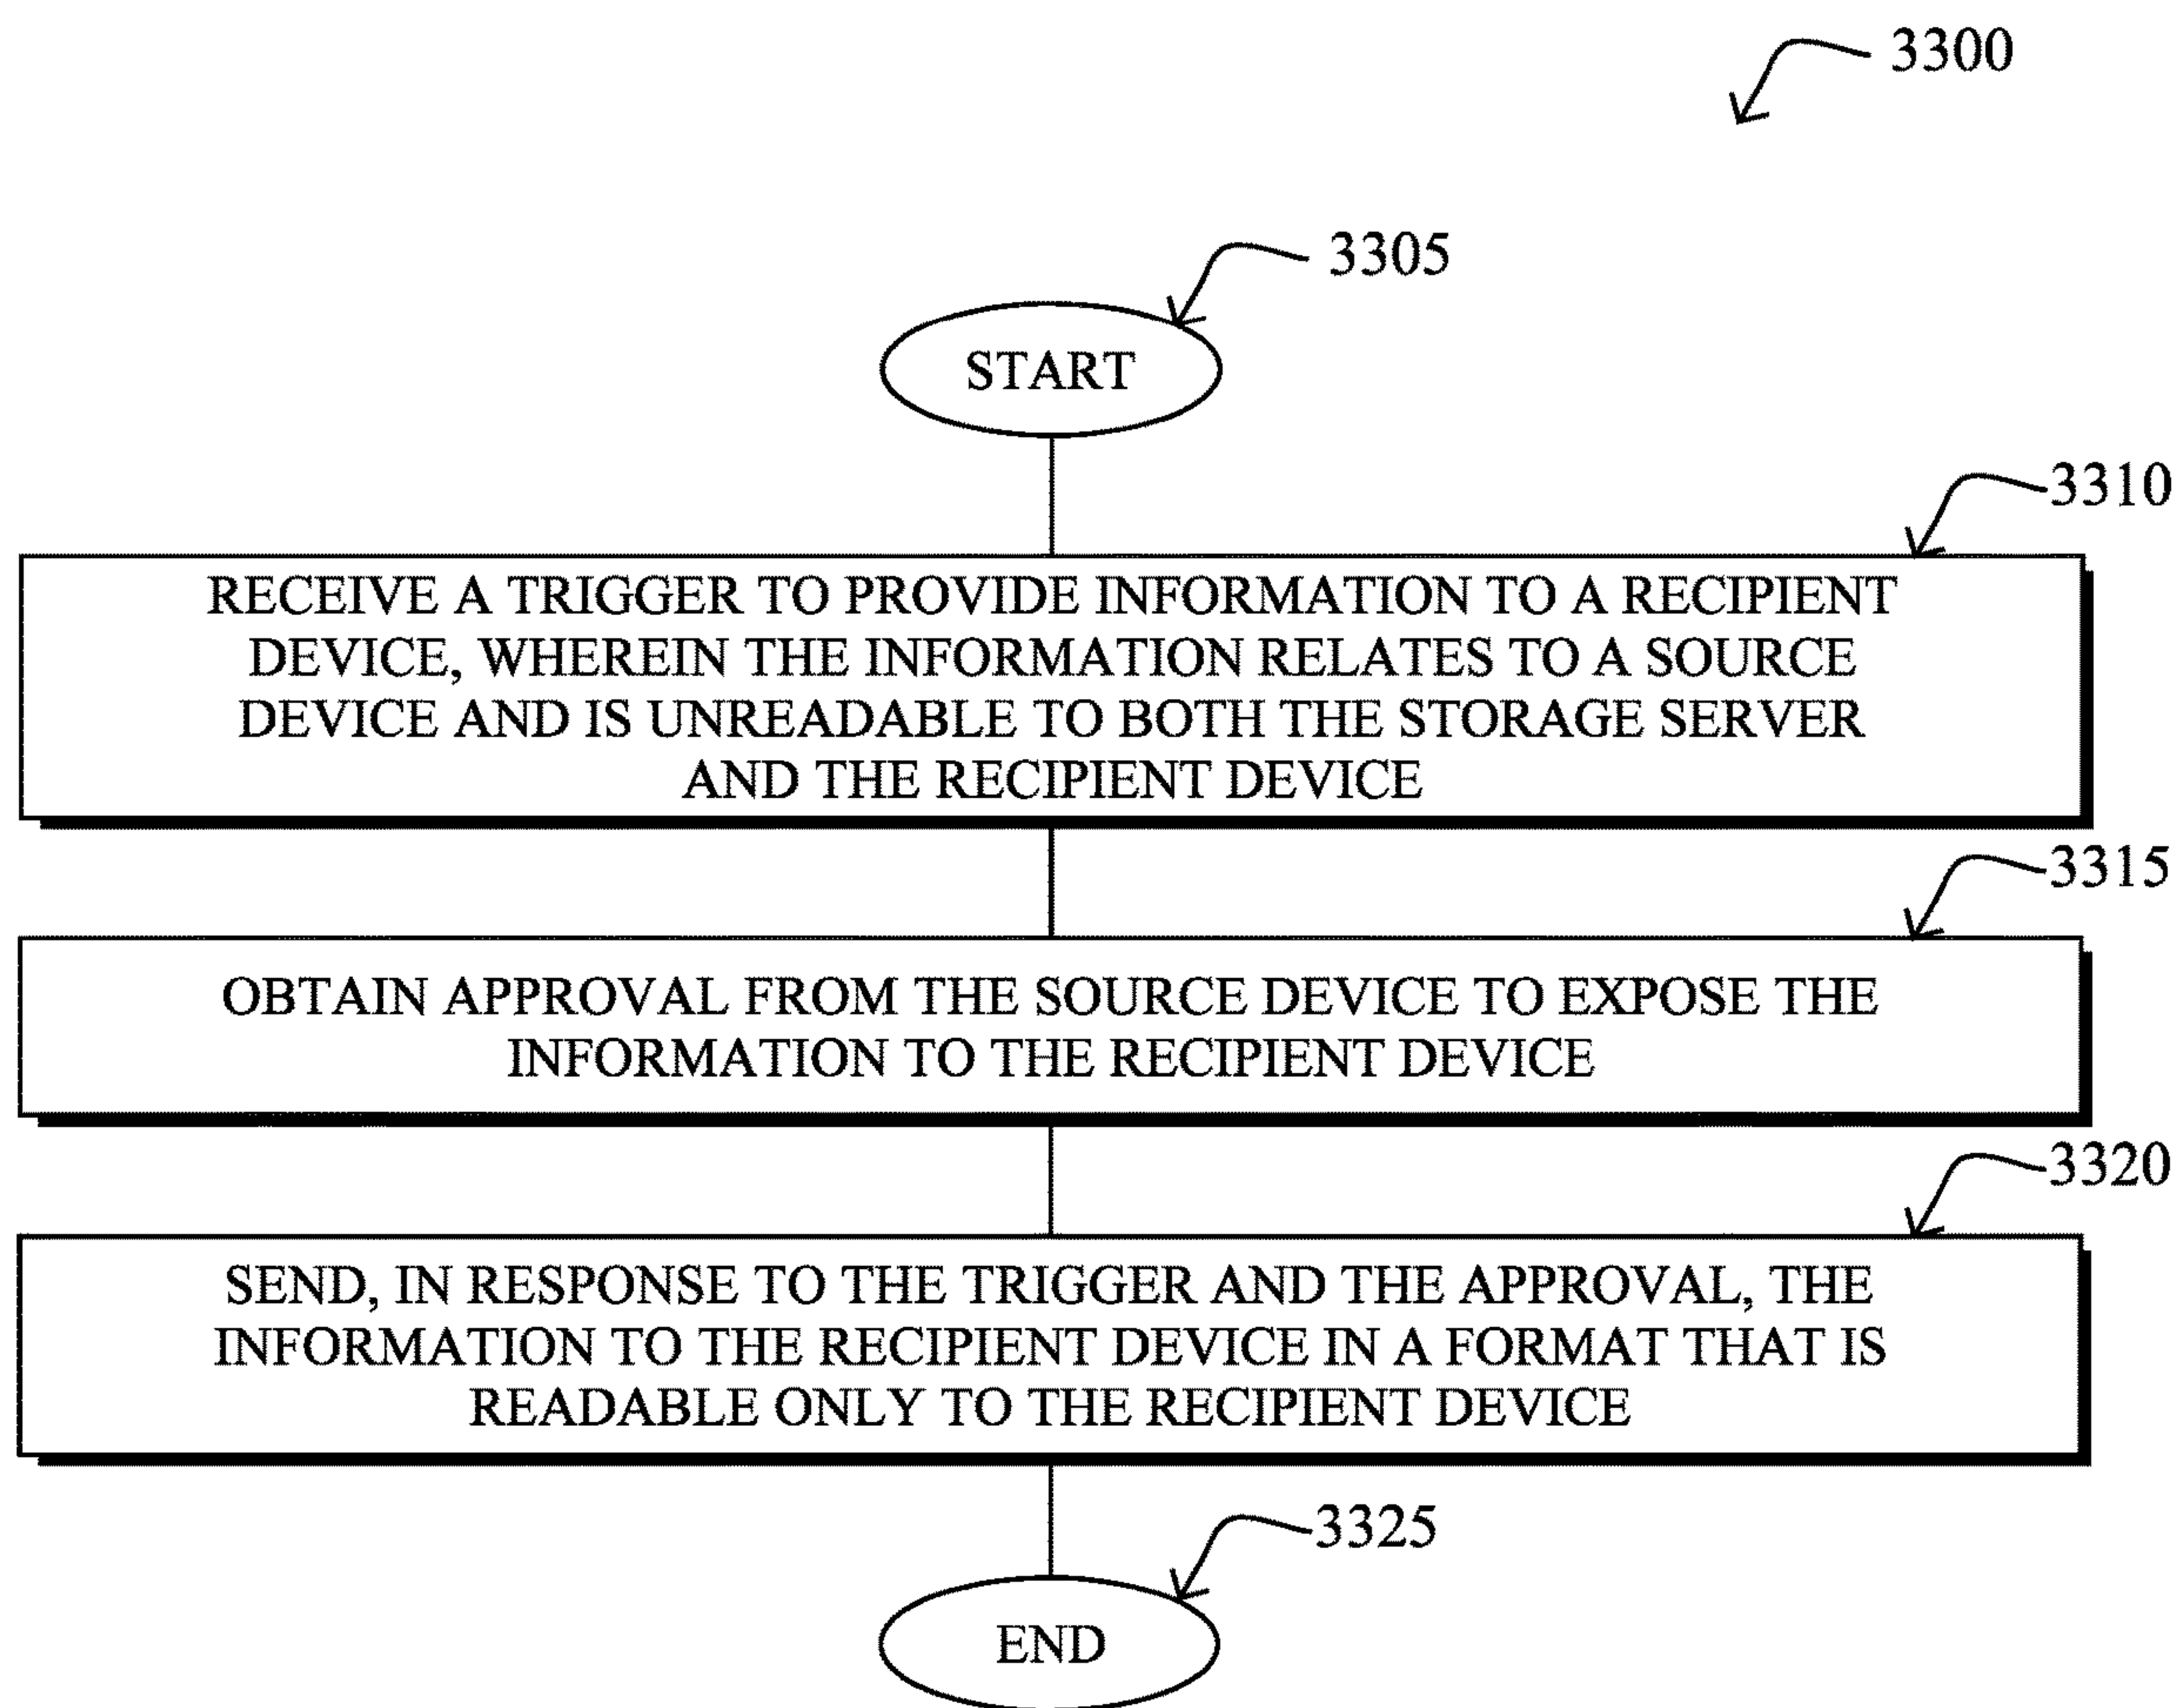 3300
3305
START
3310
RECEIVE A TRIGGER TO PROVIDE INFORMATION TO A RECIPIENT
DEVICE, WHEREIN THE INFORMATION RELATES TO A SOURCE
DEVICE AND IS UNREADABLE TO BOTH THE STORAGE SERVER
AND THE RECIPIENT DEVICE
3315
OBTAIN APPROVAL FROM THE SOURCE DEVICE TO EXPOSE THE
INFORMATION TO THE RECIPIENT DEVICE
3320
SEND, IN RESPONSE TO THE TRIGGER AND THE APPROVAL, THE
INFORMATION TO THE RECIPIENT DEVICE IN A FORMAT THAT IS
READABLE ONLY TO THE RECIPIENT DEVICE
3325
END